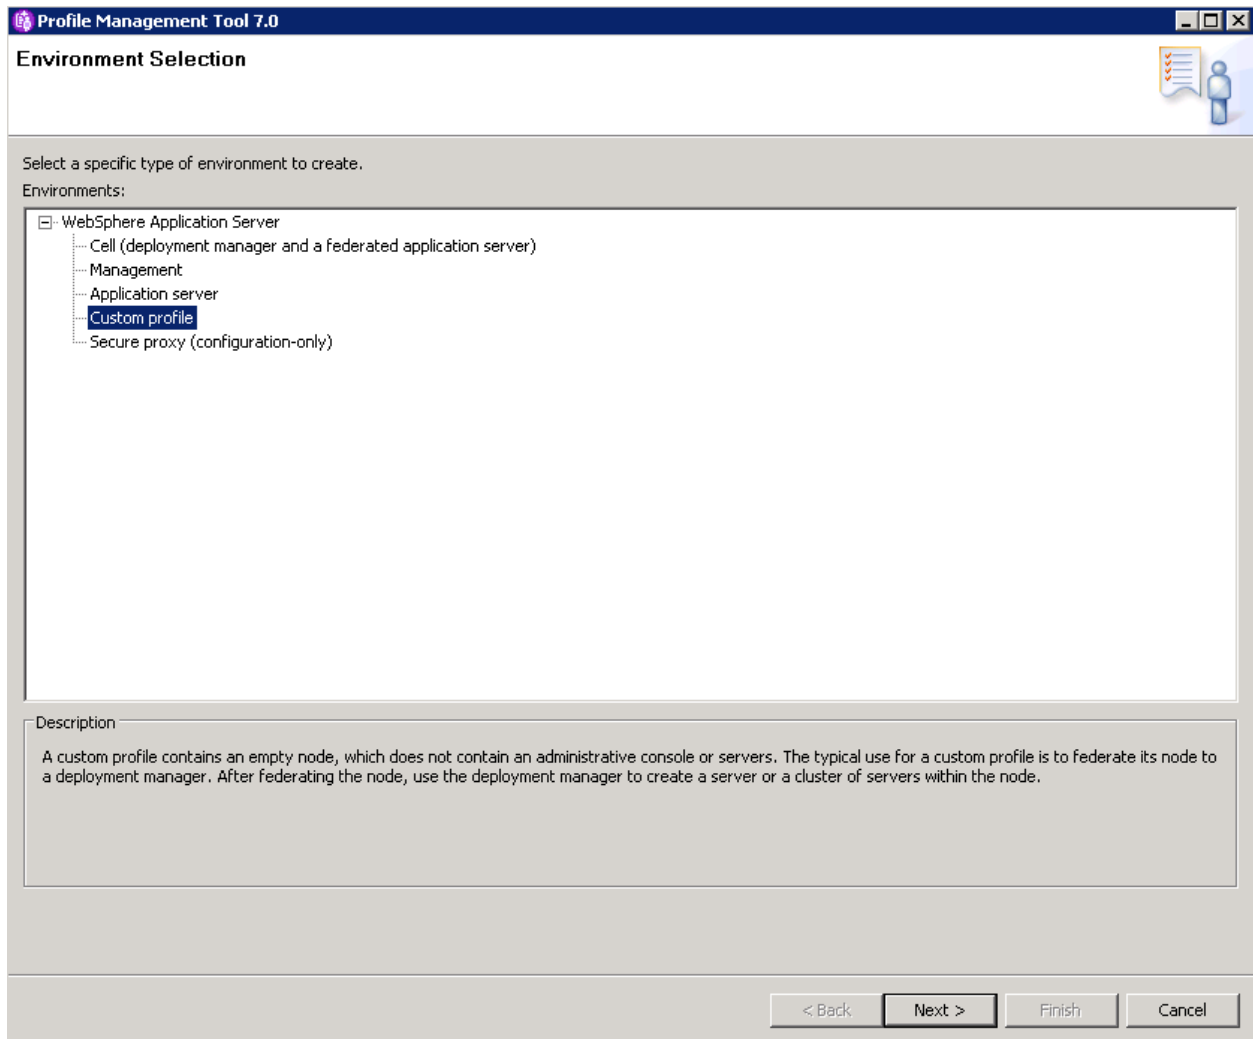 Profile Management Tool 7.0
Environment Selection
Select a specific type of environment to create.
Environments:
WebSphere Application Server
Cell (deployment manager and a federated application server)
Management
Application server
Custom profile
Secure proxy (configuration-only)
Description
A custom profile contains an empty node, which does not contain an administrative console or servers. The typical use for a custom profile is to federate its node to
a deployment manager. After federating the node, use the deployment manager to create a server or a cluster of servers within the node.
< Back Next > Finish Cancel